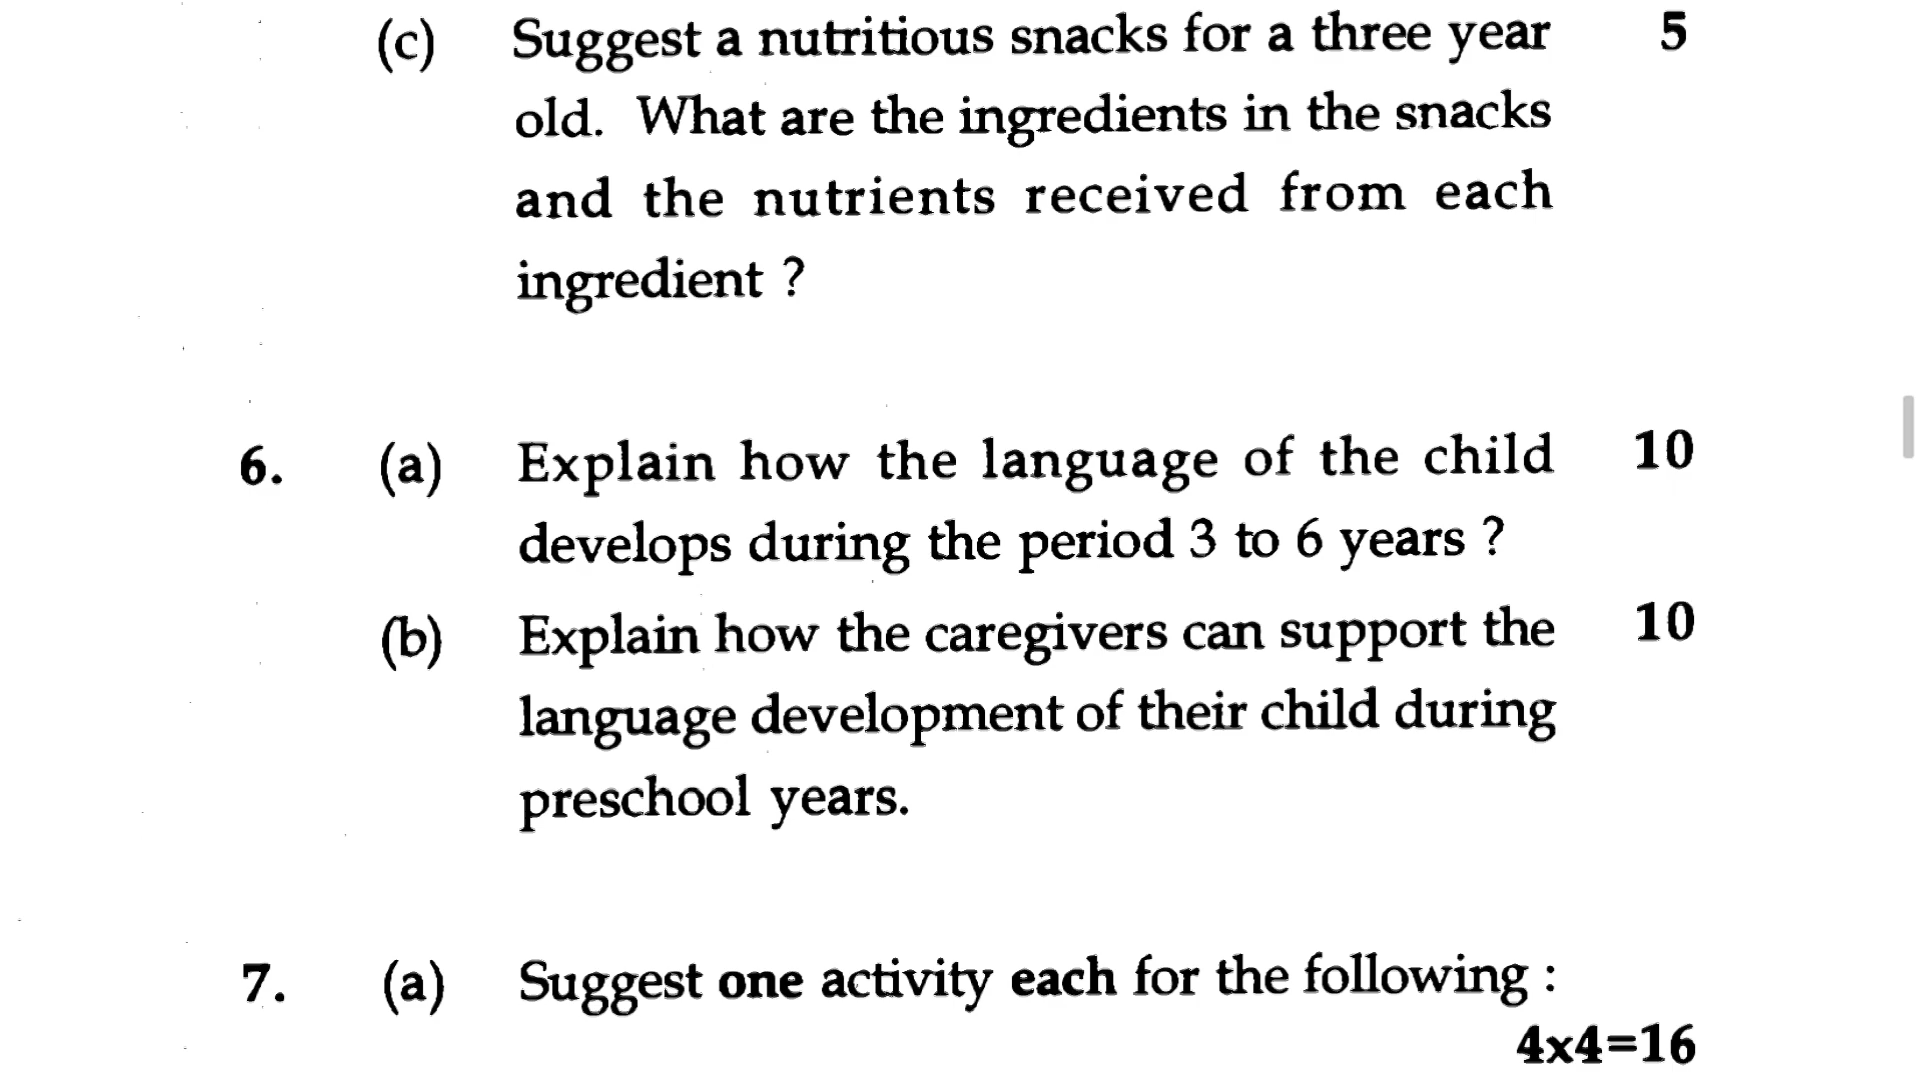 (c) Suggest a nutritious snacks for a three year 5
old. What are the ingredients in the snacks
and the nutrients received from each
ingredient ?
6. (a) Explain how the language of the child 10
develops during the period 3 to 6 years ?
(b) Explain how the caregivers can support the 10
language development of their child during
preschool years.
7. (a) Suggest one activity each for the following :
4x4=16